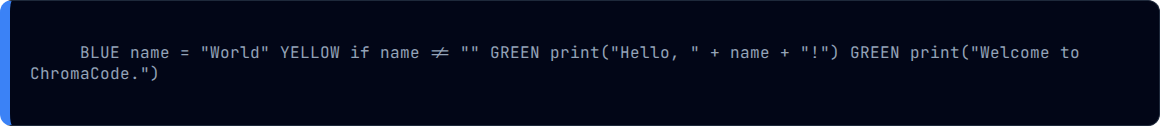 BLUE name = "World" YELLOW if name != "" GREEN print("Hello, " + name + "!") GREEN print("Welcome to
ChromaCode.")